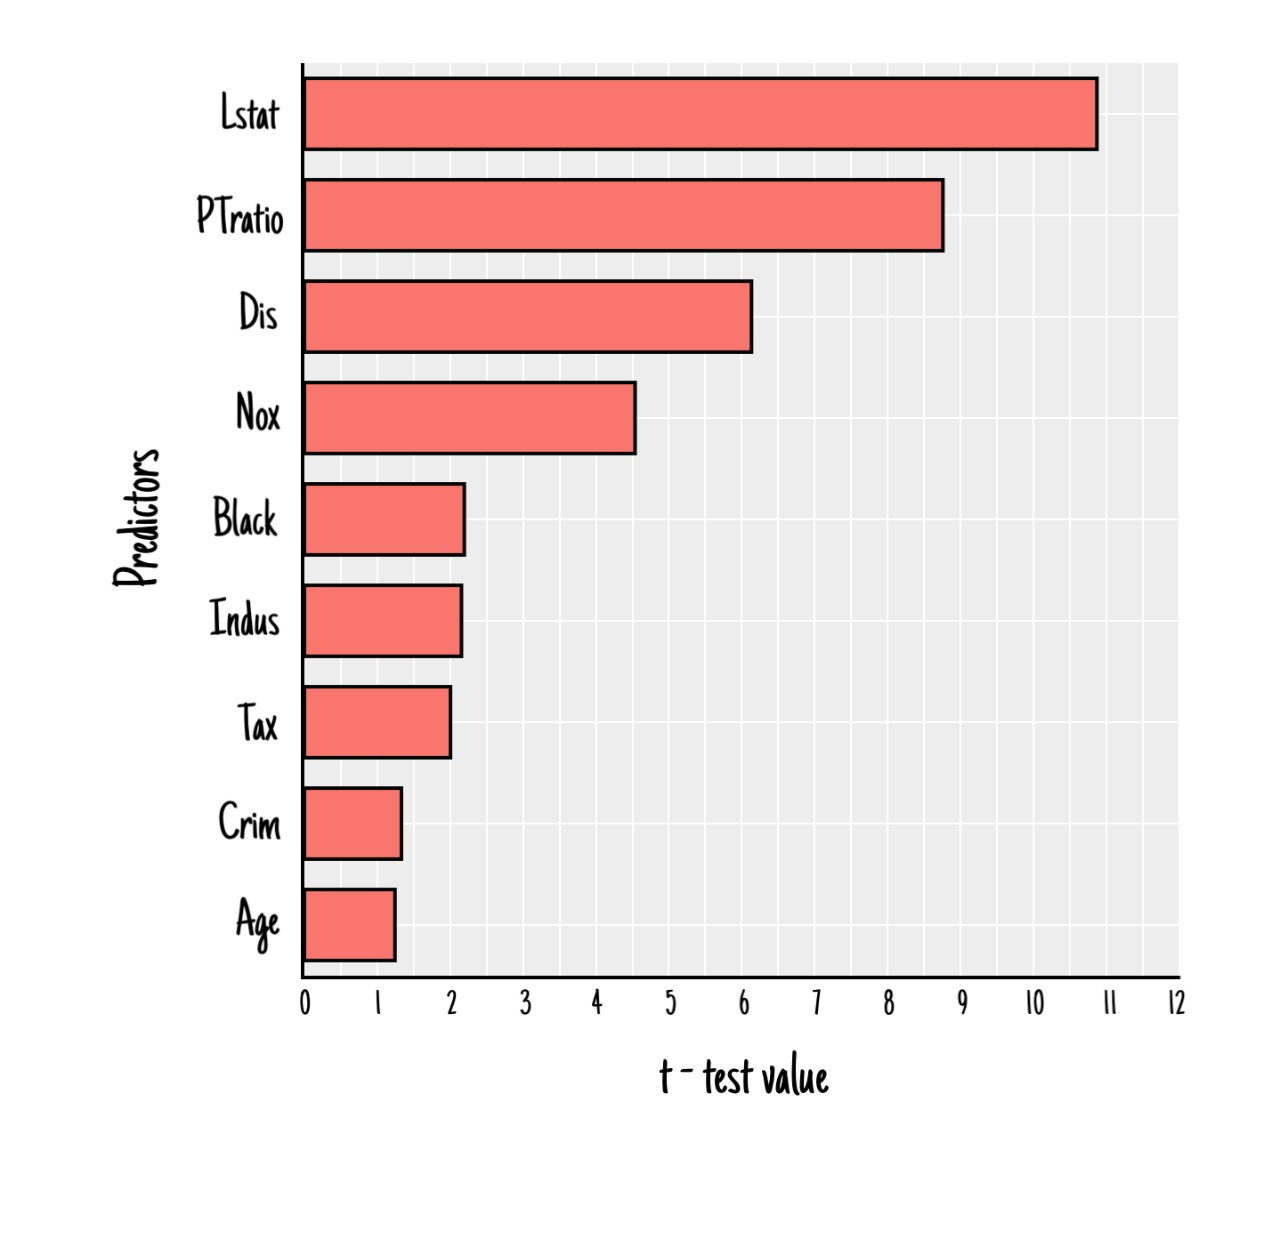 Lstat
PTratio
Dis
Nox
Black
Indus
Tax
Crim
Age
Predictors
0 1 2 3 4 5 6 7 8 9 10 11 12
t - test value